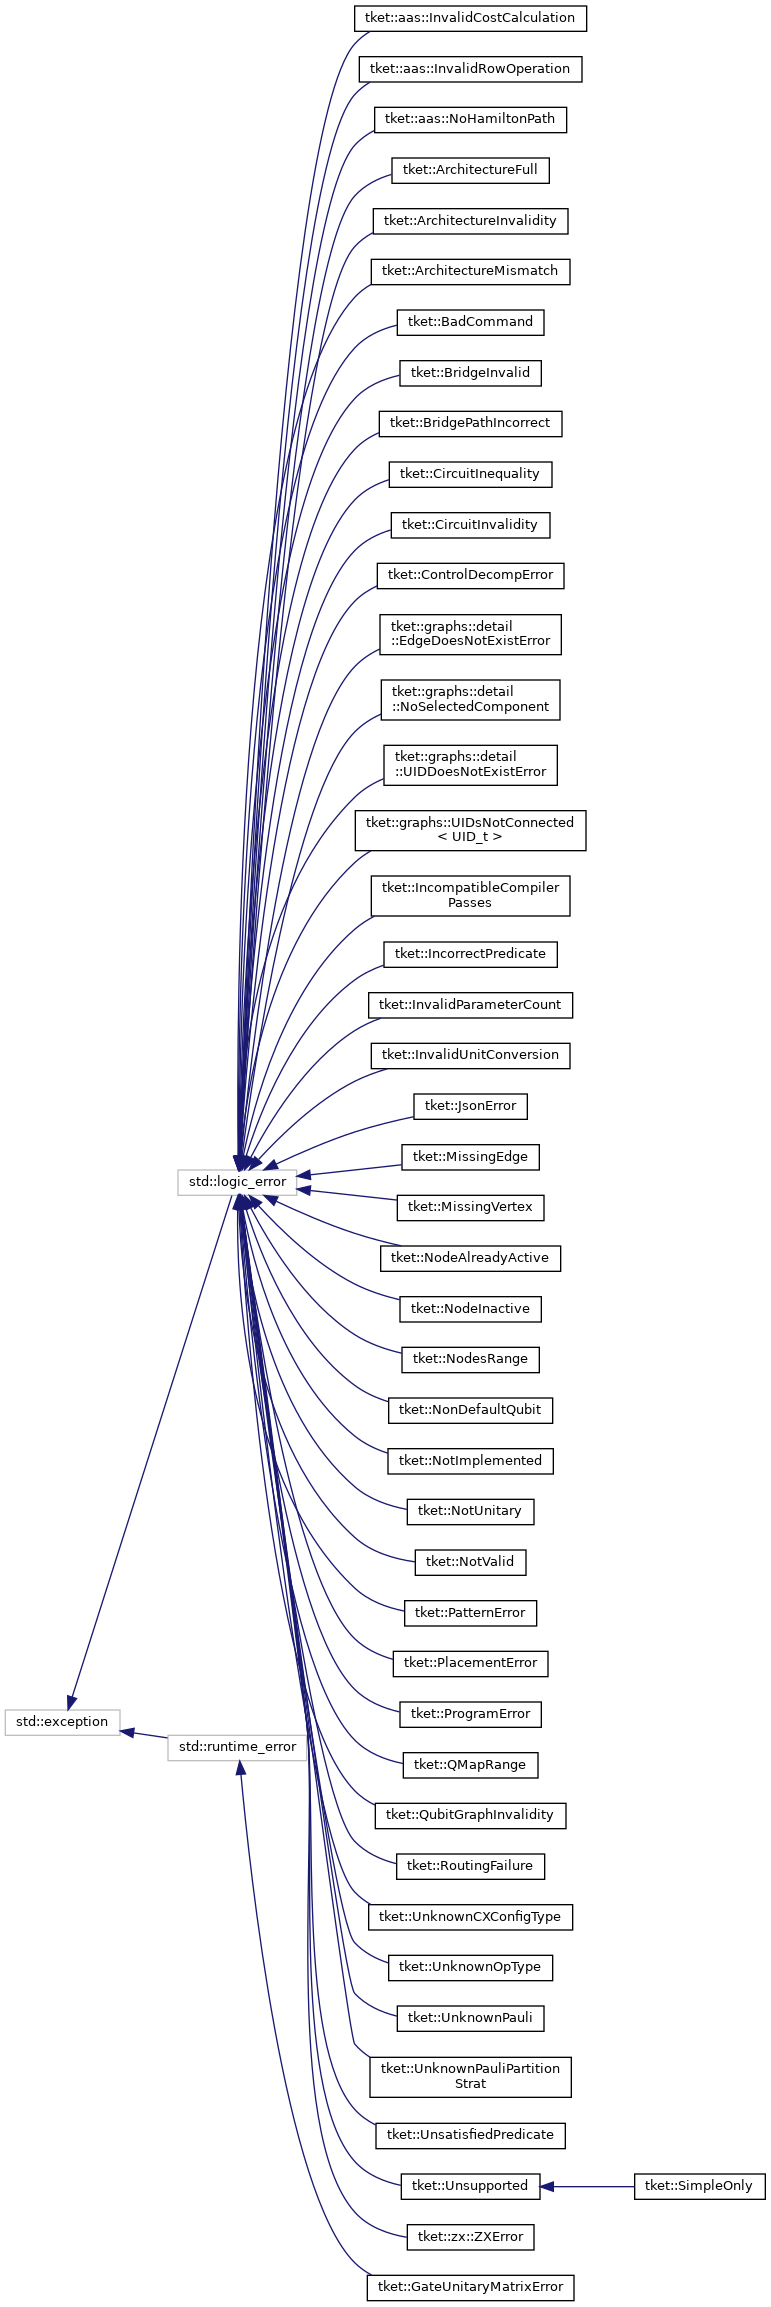 tket::aas::InvalidCostCalculation
tket::aas::InvalidRowOperation
tket::aas::NoHamiltonPath
tket::ArchitectureFull
tket::ArchitectureInvalidity
tket::ArchitectureMismatch
tket::BadCommand
tket::BridgeInvalid
tket::BridgePathIncorrect
tket::CircuitInequality
tket::CircuitInvalidity
tket::ControlDecompError
tket::graphs::detail
::EdgeDoesNotExistError
tket::graphs::detail
::NoSelectedComponent
tket::graphs::detail
::UIDDoesNotExistError
tket::graphs::UIDsNotConnected
< UID_t >
tket::IncompatibleCompiler
Passes
tket::IncorrectPredicate
tket::InvalidParameterCount
tket::InvalidUnitConversion
tket::JsonError
tket::MissingEdge
std::logic_error
tket::MissingVertex
tket::NodeAlreadyActive
tket::NodeInactive
tket::NodesRange
tket::NonDefaultQubit
tket::NotImplemented
tket::NotUnitary
tket::NotValid
tket::PatternError
tket::PlacementError
tket::ProgramError
std::exception
std::runtime_error
tket::QMapRange
tket::QubitGraphInvalidity
tket::RoutingFailure
tket::UnknownCXConfigType
tket::UnknownOpType
tket::UnknownPauli
tket::UnknownPauliPartition
Strat
tket::UnsatisfiedPredicate
tket::Unsupported
tket::SimpleOnly
tket::zx::ZXError
tket::GateUnitaryMatrixError